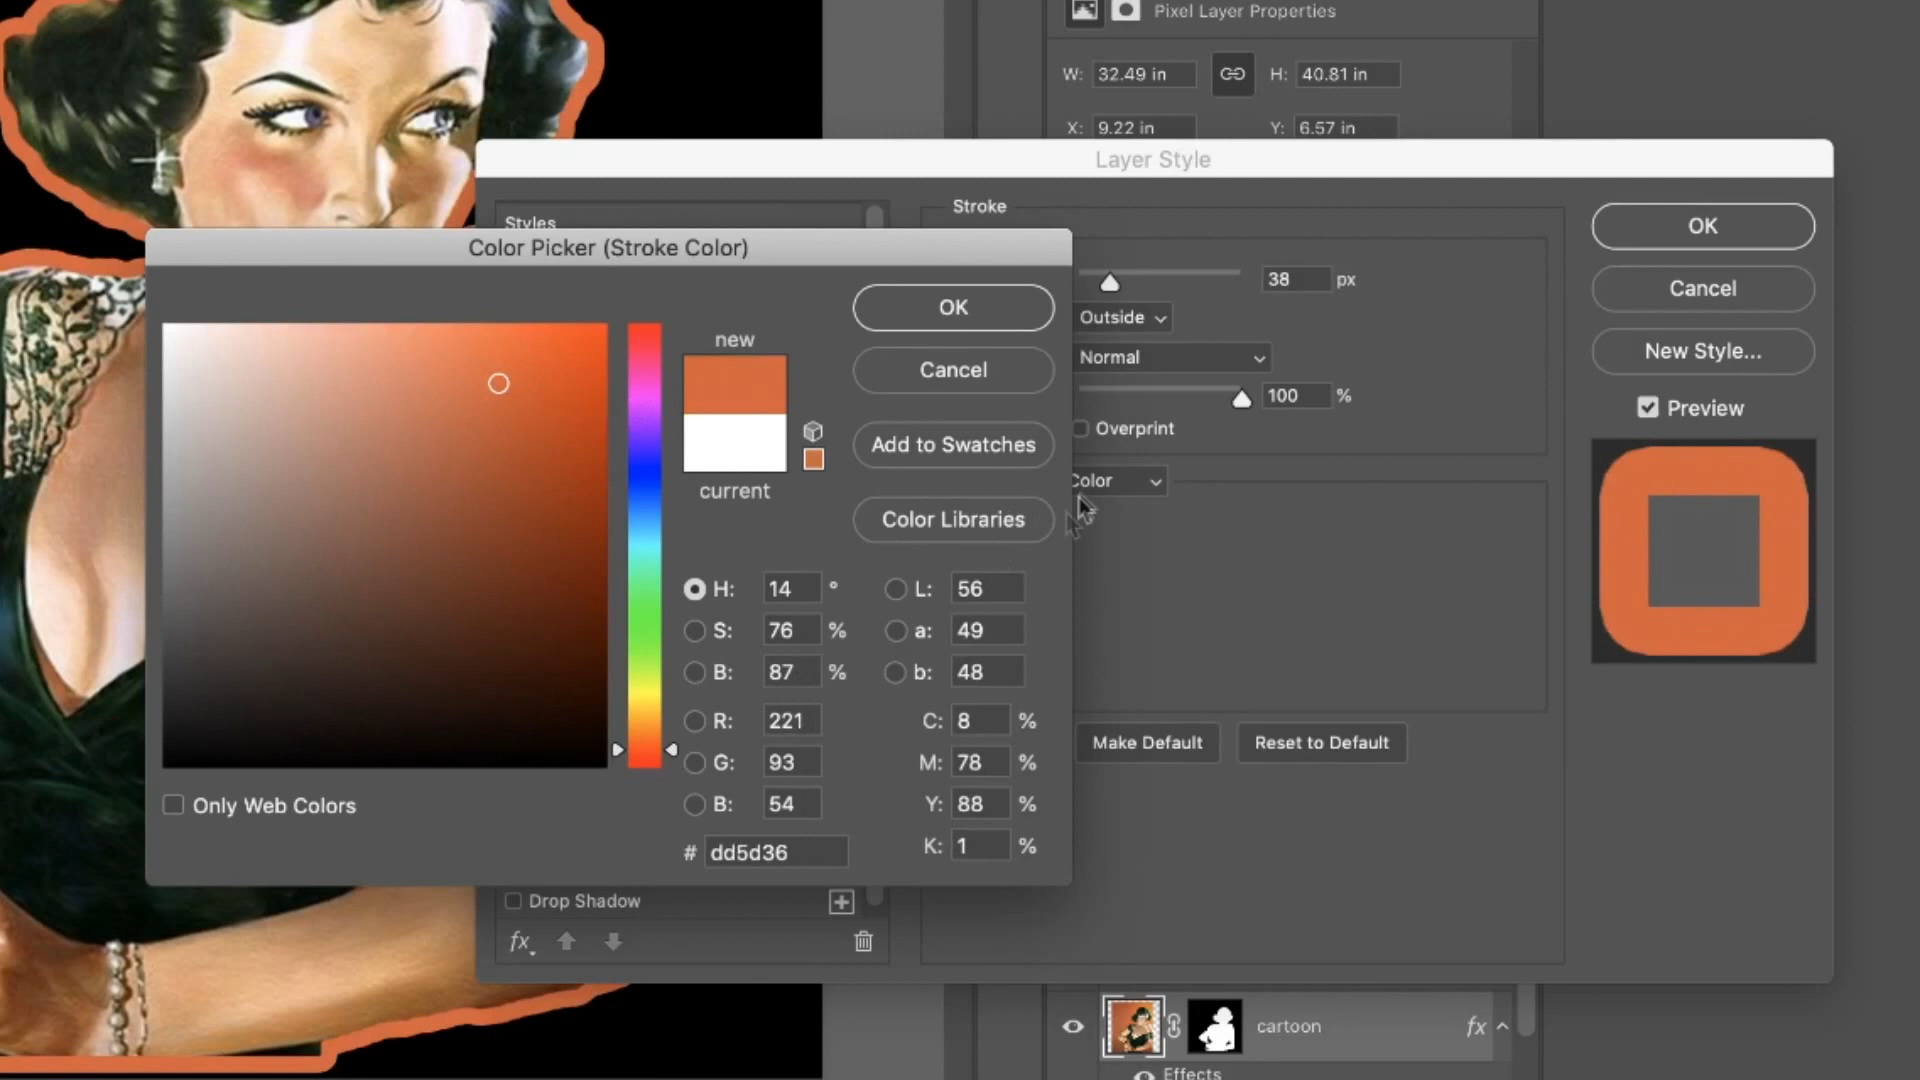 Pixel Layer Properties
W: 32.49 in H: 40.81 in
X: 9.22 in Y: 6.57 in
Layer Style
Styles
Stroke
OK
Cancel
New Style...
Preview
38 px
Outside
Normal
100 %
Overprint
Color
Make Default Reset to Default
Color Picker (Stroke Color)
new
current
OK
Cancel
Add to Swatches
Color Libraries
H: 14 ° L: 56
S: 76 % a: 49
B: 87 % b: 48
R: 221 C: 8 %
G: 93 M: 78 %
B: 54 Y: 88 %
# dd5d36 K: 1 %
Only Web Colors
Drop Shadow
fx
cartoon fx
Effects